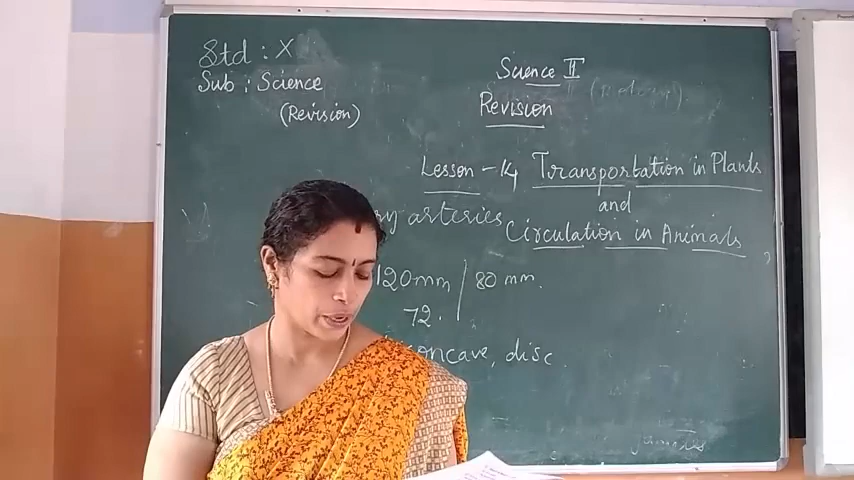 Std : X
Sub : Science
(Revision)
Science II
Revision
Lesson - 14 Transportation in Plants
and
arteries
Circulation in Animals
120mm / 80 mm.
72.
concave, disc